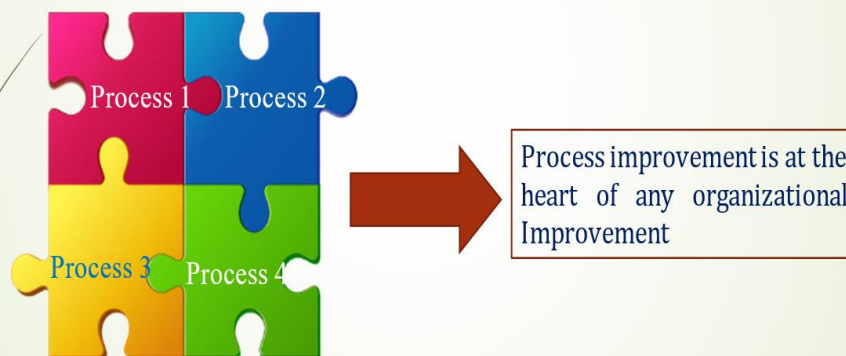 Process 1
Process 2
Process 3
Process 4
Process improvement is at the
heart of any organizational
Improvement